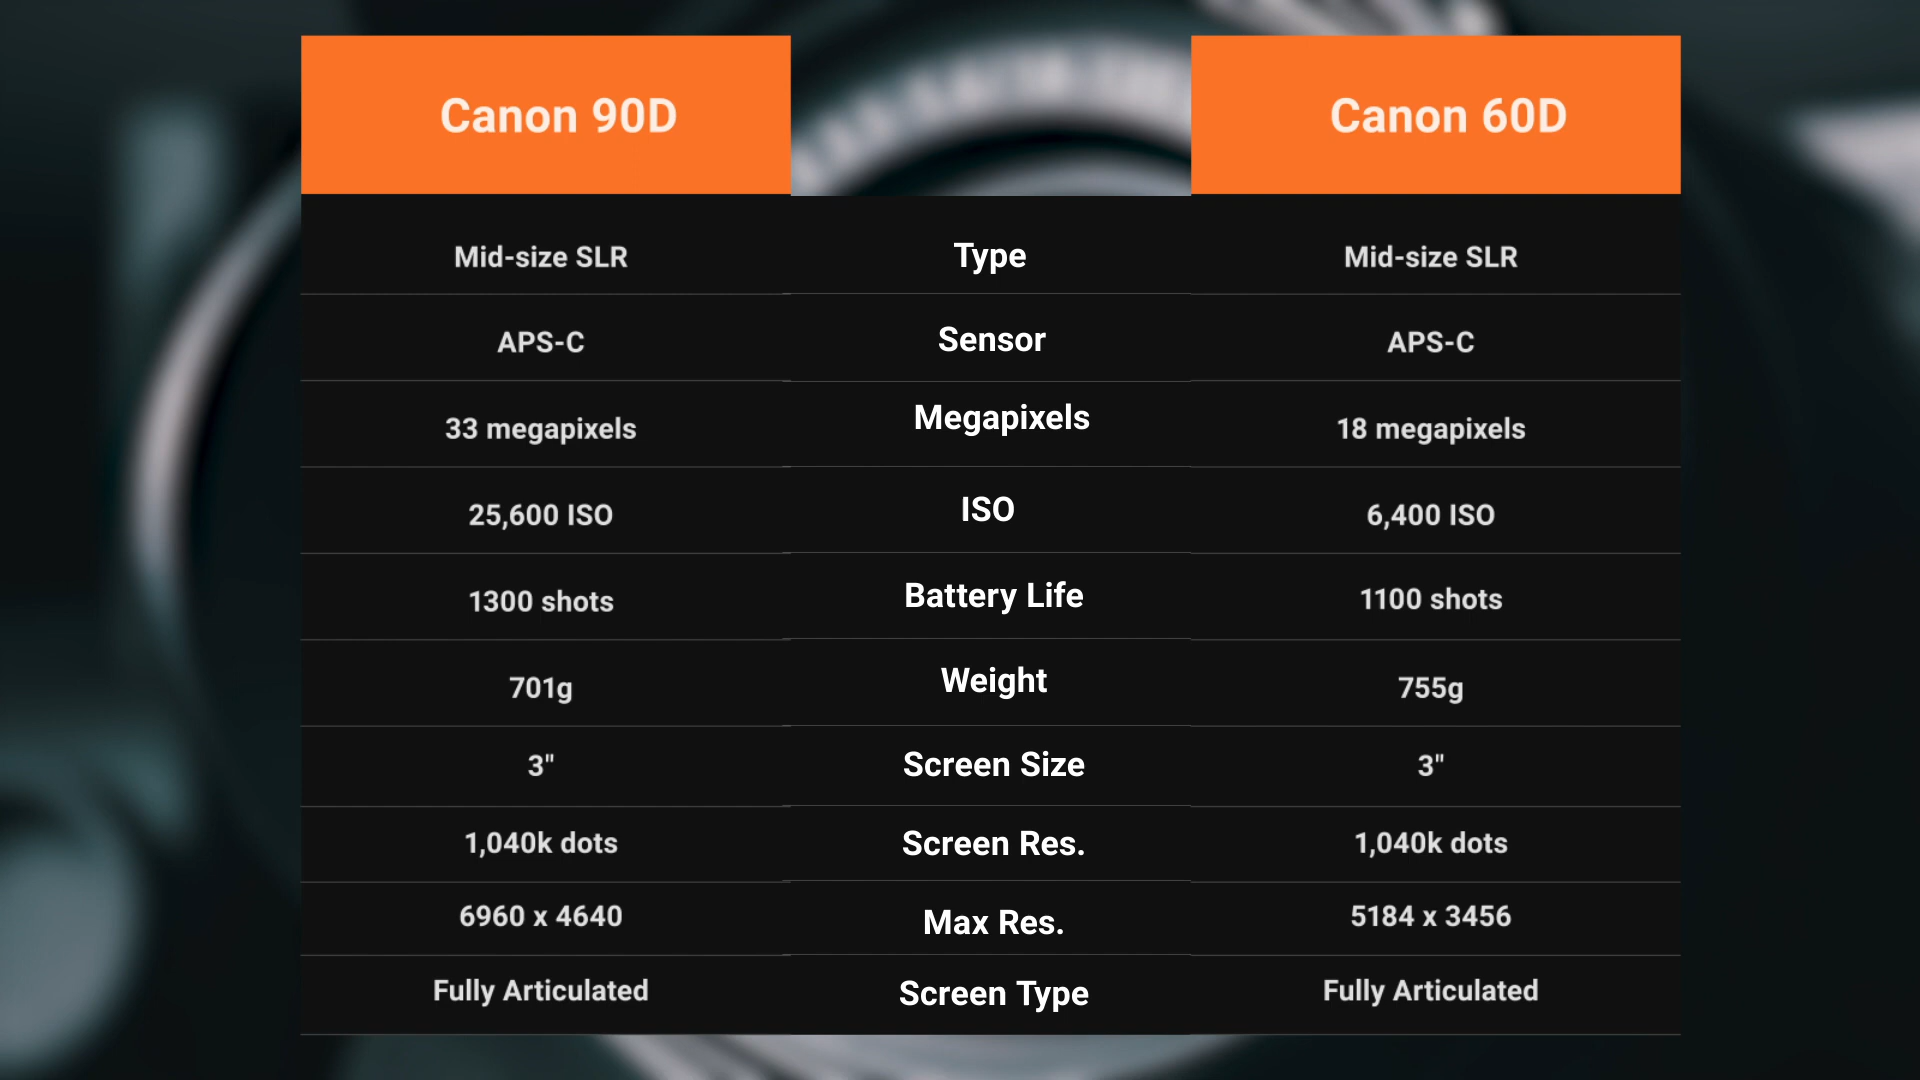 Canon 90D
Canon 60D
Mid-size SLR Type Mid-size SLR
APS-C Sensor APS-C
33 megapixels Megapixels 18 megapixels
25,600 ISO ISO 6,400 ISO
1300 shots Battery Life 1100 shots
701g Weight 755g
3" Screen Size 3"
1,040k dots Screen Res. 1,040k dots
6960 x 4640 Max Res. 5184 x 3456
Fully Articulated Screen Type Fully Articulated